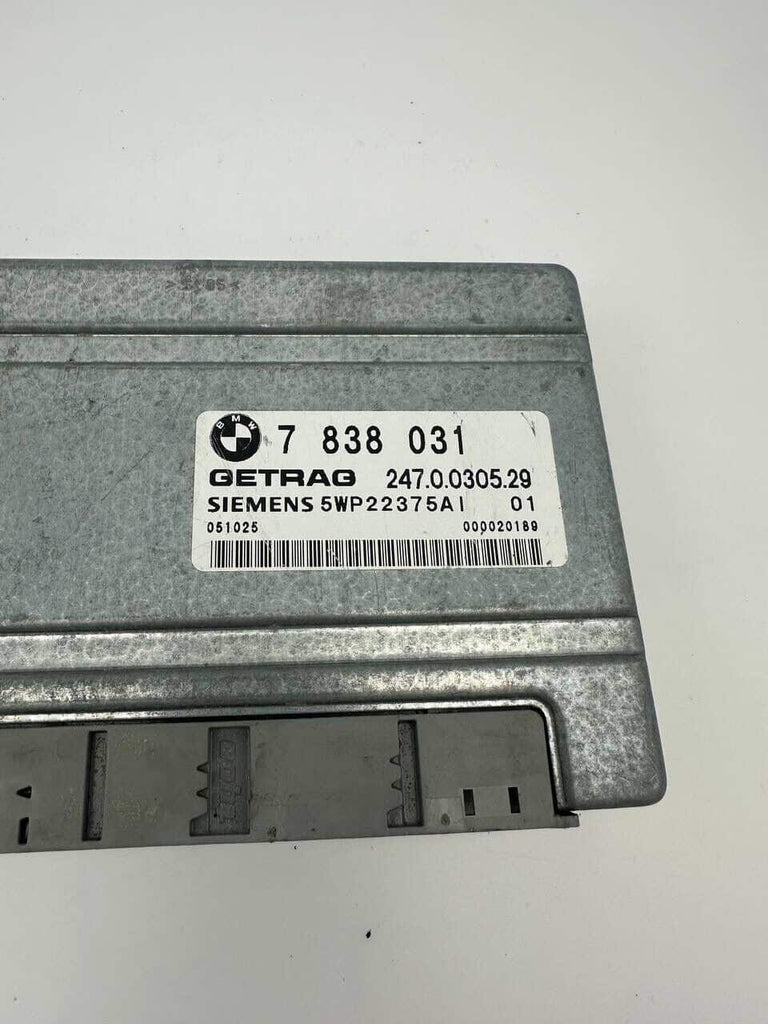 BMW 7 838 031
GETRAG 247.0.0305.29
SIEMENS 5WP22375AI 01
051025 000020189